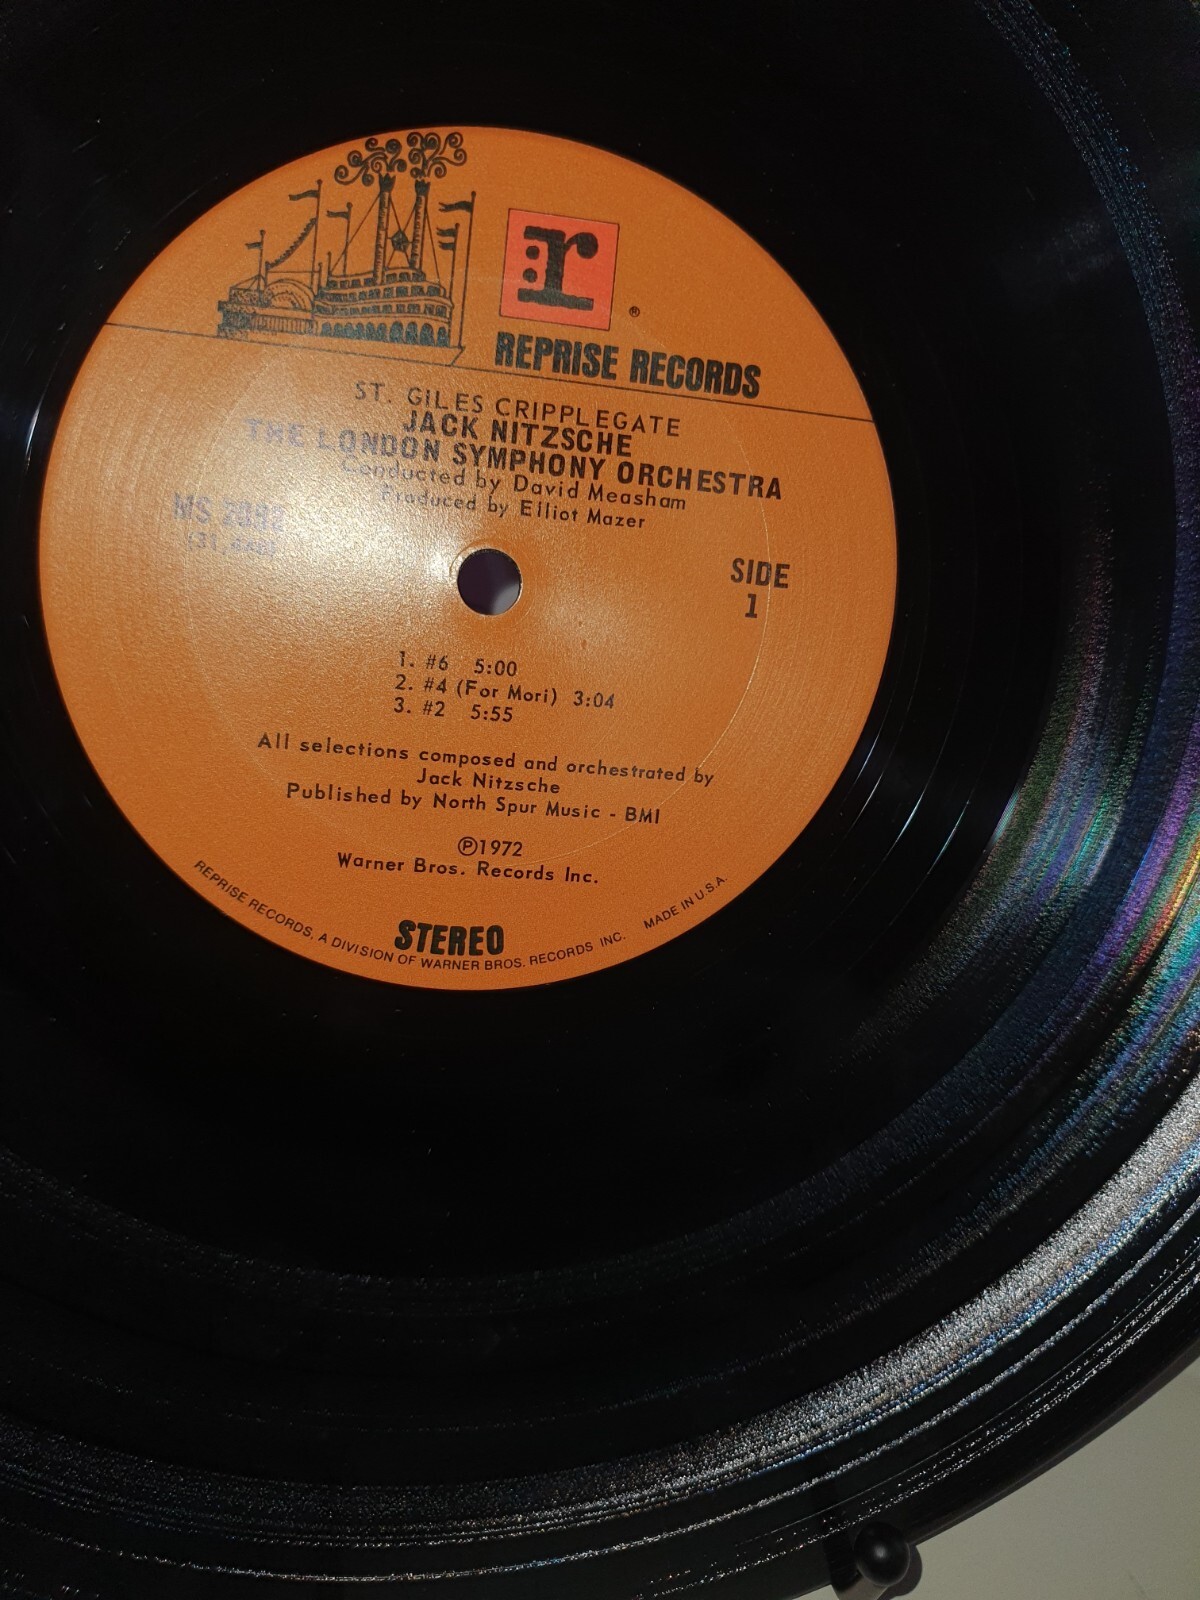 r
®
REPRISE RECORDS
ST. GILES CRIPPLEGATE
JACK NITZSCHE
THE LONDON SYMPHONY ORCHESTRA
Conducted by David Measham
Produced by Elliot Mazer
MS 2092
SIDE
1
1. #6 5:00
2. #4 (For Mori) 3:04
3. #2 5:55
All selections composed and orchestrated by
Jack Nitzsche
Published by North Spur Music - BMI
℗1972
Warner Bros. Records Inc.
STEREO
REPRISE RECORDS, A DIVISION OF WARNER BROS. RECORDS INC. MADE IN U.S.A.